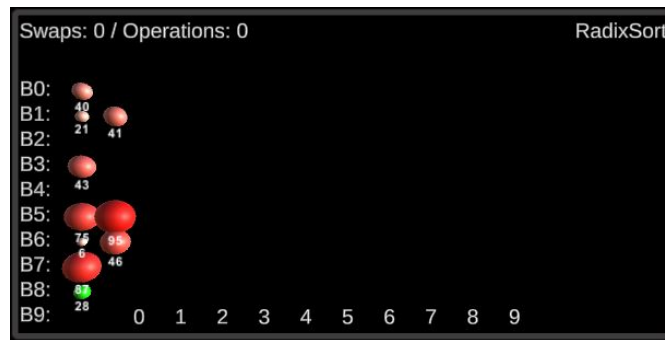 Swaps: 0 / Operations: 0 RadixSort
B0:
40
B1:
21 41
B2:
B3:
43
B4:
B5:
75 95
B6:
6 46
B7:
87
B8:
28
B9: 0 1 2 3 4 5 6 7 8 9